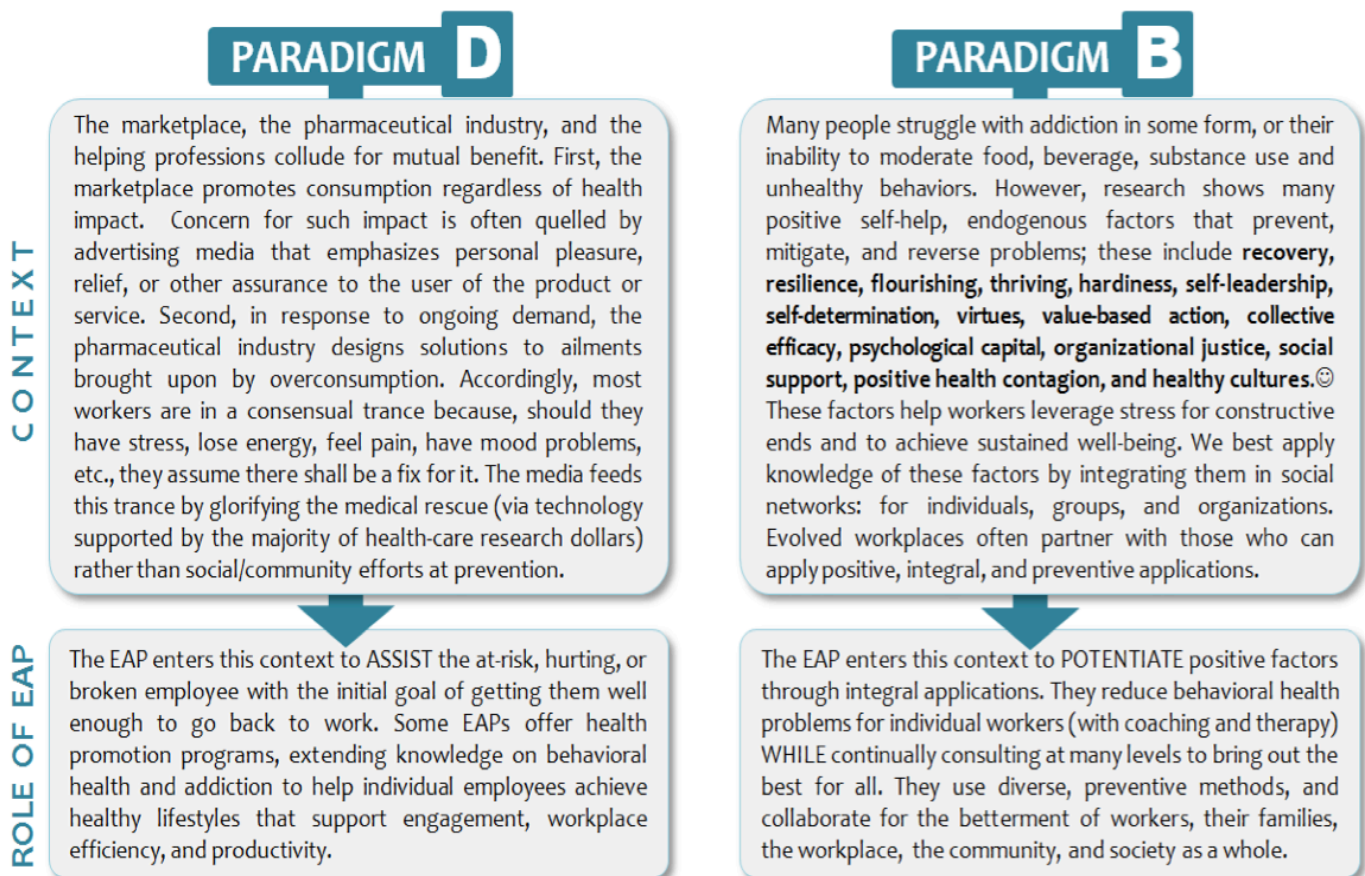 PARADIGM D
The marketplace, the pharmaceutical industry, and the
helping professions collude for mutual benefit. First, the
marketplace promotes consumption regardless of health
impact. Concern for such impact is often quelled by
advertising media that emphasizes personal pleasure,
relief, or other assurance to the user of the product or
service. Second, in response to ongoing demand, the
pharmaceutical industry designs solutions to ailments
brought upon by overconsumption. Accordingly, most
workers are in a consensual trance because, should they
have stress, lose energy, feel pain, have mood problems,
etc., they assume there shall be a fix for it. The media feeds
this trance by glorifying the medical rescue (via technology
supported by the majority of health-care research dollars)
rather than social/community efforts at prevention.
PARADIGM B
Many people struggle with addiction in some form, or their
inability to moderate food, beverage, substance use and
unhealthy behaviors. However, research shows many
positive self-help, endogenous factors that prevent,
mitigate, and reverse problems; these include recovery,
resilience, flourishing, thriving, hardiness, self-leadership,
self-determination, virtues, value-based action, collective
efficacy, psychological capital, organizational justice, social
support, positive health contagion, and healthy cultures.☺
These factors help workers leverage stress for constructive
ends and to achieve sustained well-being. We best apply
knowledge of these factors by integrating them in social
networks: for individuals, groups, and organizations.
Evolved workplaces often partner with those who can
apply positive, integral, and preventive applications.
CONTEXT
The EAP enters this context to ASSIST the at-risk, hurting, or
broken employee with the initial goal of getting them well
enough to go back to work. Some EAPs offer health
promotion programs, extending knowledge on behavioral
health and addiction to help individual employees achieve
healthy lifestyles that support engagement, workplace
efficiency, and productivity.
The EAP enters this context to POTENTIATE positive factors
through integral applications. They reduce behavioral health
problems for individual workers (with coaching and therapy)
WHILE continually consulting at many levels to bring out the
best for all. They use diverse, preventive methods, and
collaborate for the betterment of workers, their families,
the workplace, the community, and society as a whole.
ROLE OF EAP